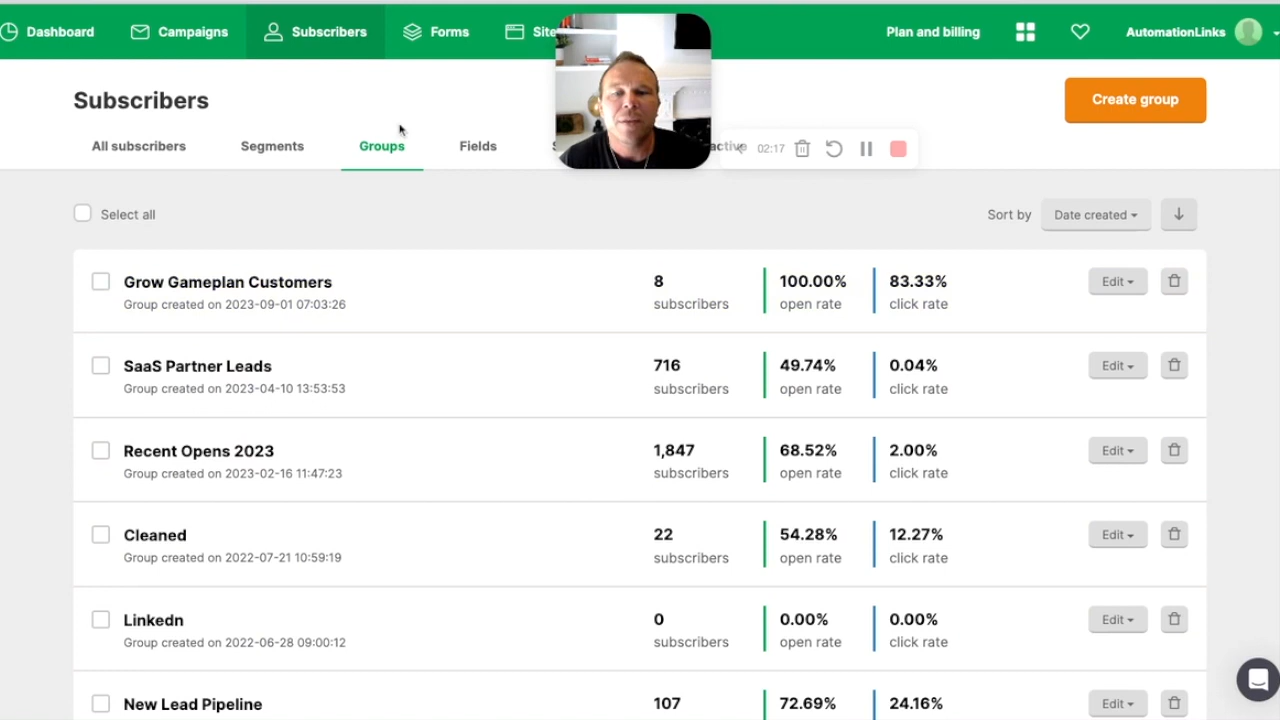 Dashboard
Campaigns
Subscribers
Forms
Site
Plan and billing
AutomationLinks
Subscribers
Create group
All subscribers
Segments
Groups
Fields
02:17
Select all
Sort by
Date created
Grow Gameplan Customers
8
100.00%
83.33%
Edit
Group created on 2023-09-01 07:03:26
subscribers
open rate
click rate
SaaS Partner Leads
716
49.74%
0.04%
Edit
Group created on 2023-04-10 13:53:53
subscribers
open rate
click rate
Recent Opens 2023
1,847
68.52%
2.00%
Edit
Group created on 2023-02-16 11:47:23
subscribers
open rate
click rate
Cleaned
22
54.28%
12.27%
Edit
Group created on 2022-07-21 10:59:19
subscribers
open rate
click rate
Linkedn
0
0.00%
0.00%
Edit
Group created on 2022-06-28 09:00:12
subscribers
open rate
click rate
New Lead Pipeline
107
72.69%
24.16%
Edit